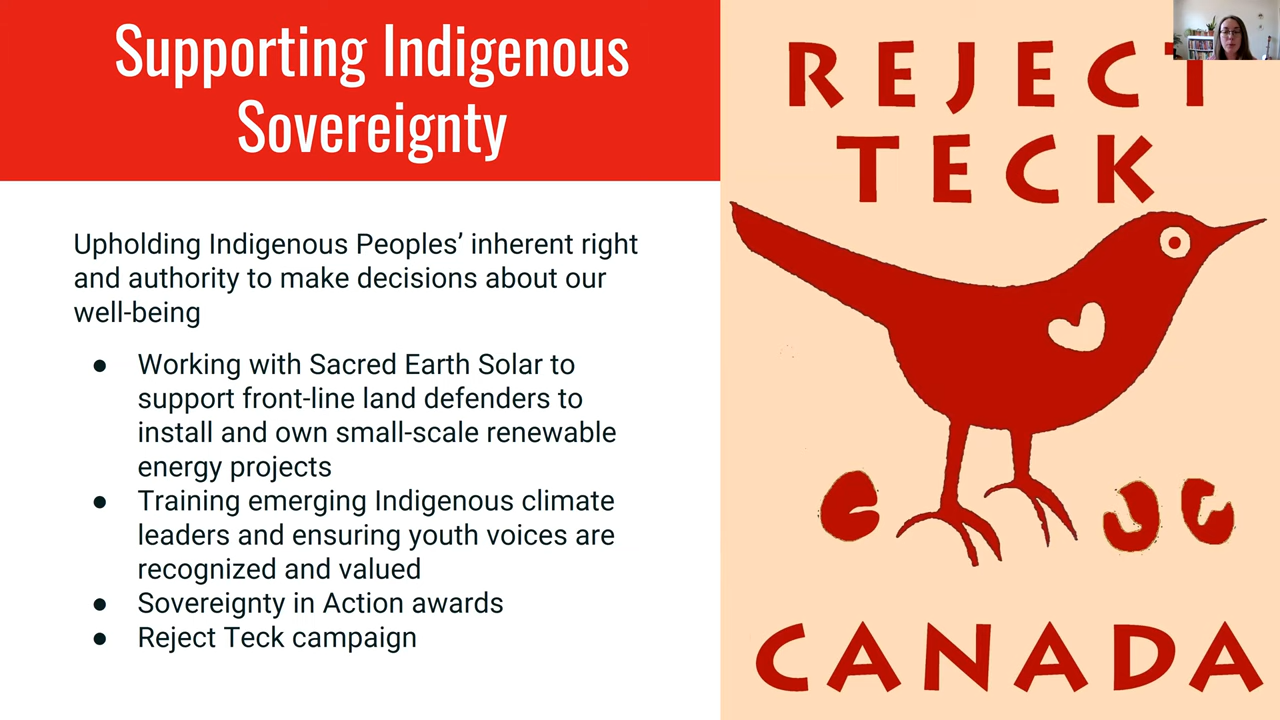 Supporting Indigenous
Sovereignty
Upholding Indigenous Peoples’ inherent right
and authority to make decisions about our
well-being
● Working with Sacred Earth Solar to
support front-line land defenders to
install and own small-scale renewable
energy projects
● Training emerging Indigenous climate
leaders and ensuring youth voices are
recognized and valued
● Sovereignty in Action awards
● Reject Teck campaign
REJECT
TECK
CANADA